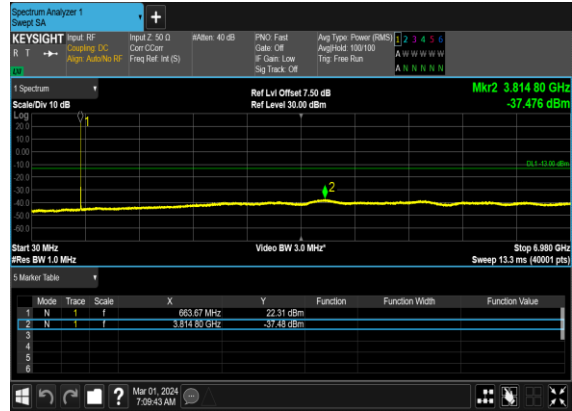 Spectrum Analyzer 1
Swept SA
+
KEYSIGHT Input: RF Input Z: 50 Ω #Atten: 40 dB PNO: Fast Avg Type: Power (RMS) 1 2 3 4 5 6
R T Coupling: DC Corr CCorr Gate: Off Avg|Hold: 100/100 A W W W W W
Align: Auto/No RF Freq Ref: Int (S) IF Gain: Low Trig: Free Run
LW Sig Track: Off A N N N N N
1 Spectrum Ref Lvl Offset 7.50 dB Mkr2 3.814 80 GHz
Scale/Div 10 dB Ref Level 30.00 dBm -37.476 dBm
Log
20.0
10.0
0.00
-10.0
-20.0
-30.0
-40.0
-50.0
-60.0
1
DL1 -13.00 dBm
2
Start 30 MHz Video BW 3.0 MHz* Stop 6.980 GHz
#Res BW 1.0 MHz Sweep 13.3 ms (40001 pts)
5 Marker Table
Mode Trace Scale X Y Function Function Width Function Value
1 N 1 f 663.67 MHz 22.31 dBm
2 N 1 f 3.814 80 GHz -37.48 dBm
3
4
5
6
? Mar 01, 2024
7:09:43 AM